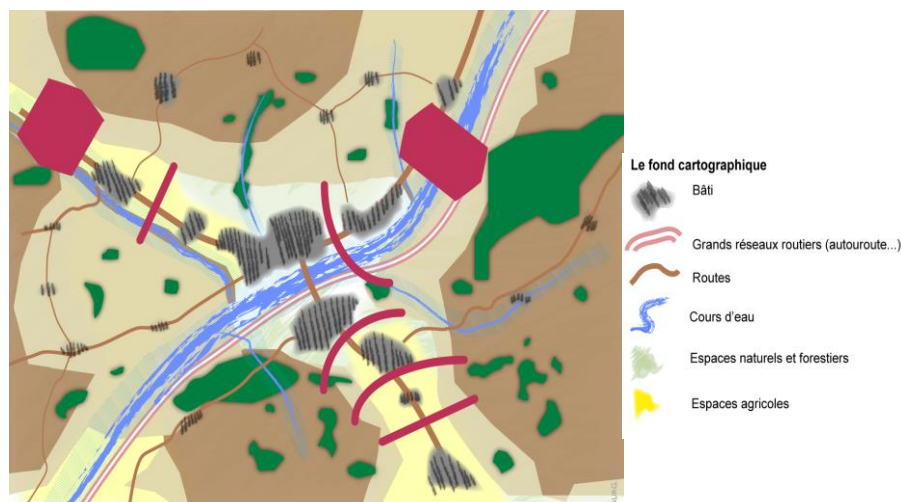 Le fond cartographique
Bâti
Grands réseaux routiers (autouroute...)
Routes
Cours d'eau
Espaces naturels et forestiers
Espaces agricoles